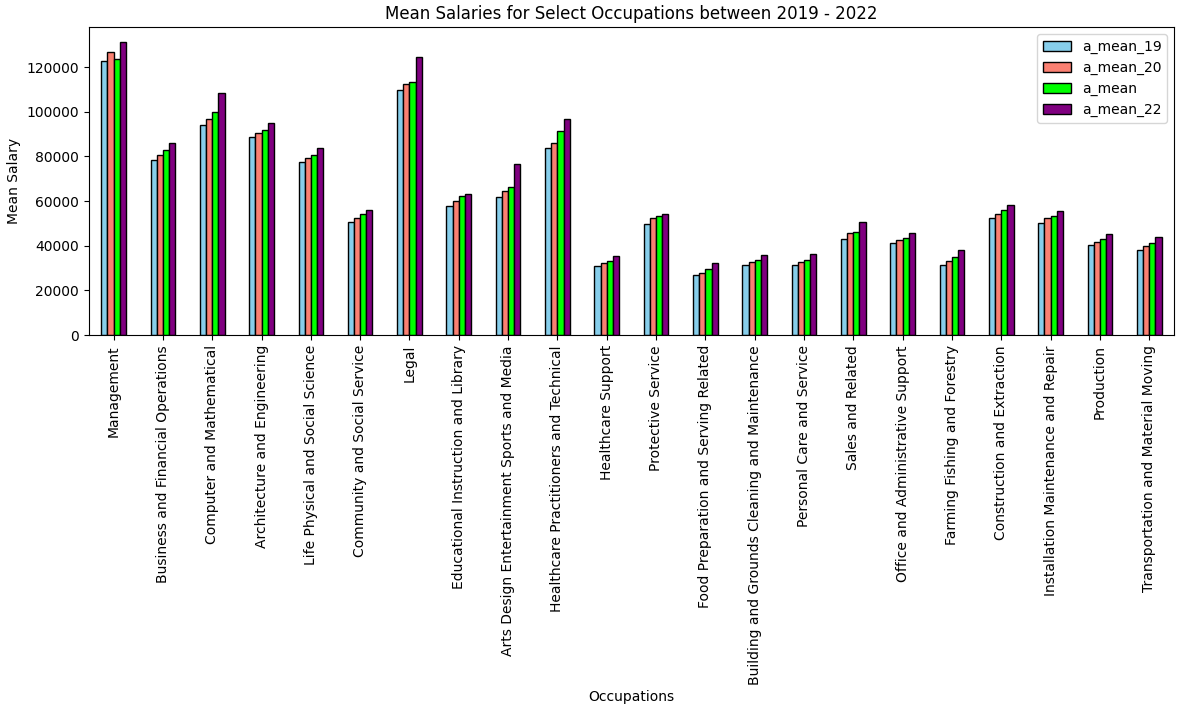 Mean Salaries for Select Occupations between 2019 - 2022
a_mean_19
a_mean_20
a_mean
a_mean_22
Mean Salary
120000
100000
80000
60000
40000
20000
0
Management
Business and Financial Operations
Computer and Mathematical
Architecture and Engineering
Life Physical and Social Science
Community and Social Service
Legal
Educational Instruction and Library
Arts Design Entertainment Sports and Media
Healthcare Practitioners and Technical
Healthcare Support
Protective Service
Food Preparation and Serving Related
Building and Grounds Cleaning and Maintenance
Personal Care and Service
Sales and Related
Office and Administrative Support
Farming Fishing and Forestry
Construction and Extraction
Installation Maintenance and Repair
Production
Transportation and Material Moving
Occupations